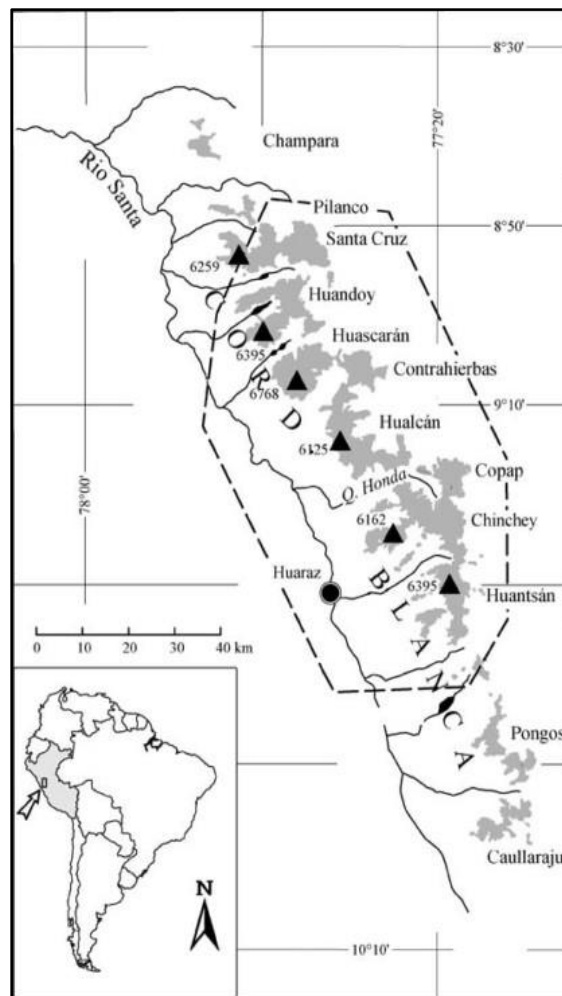 8°30'
77°20'
Champara
Rio Santa
Pilanco
8°50'
Santa Cruz
6259
Huandoy
Huascarán
6395
Contrahierbas
6768
9°10'
CORD.
Hualcán
6125
Copap
Q. Honda
78°00'
6162
Chinchey
Huaraz
6395
Huantsán
BLANCA
0 10 20 30 40 km
Pongos
Caullaraju
N
10°10'